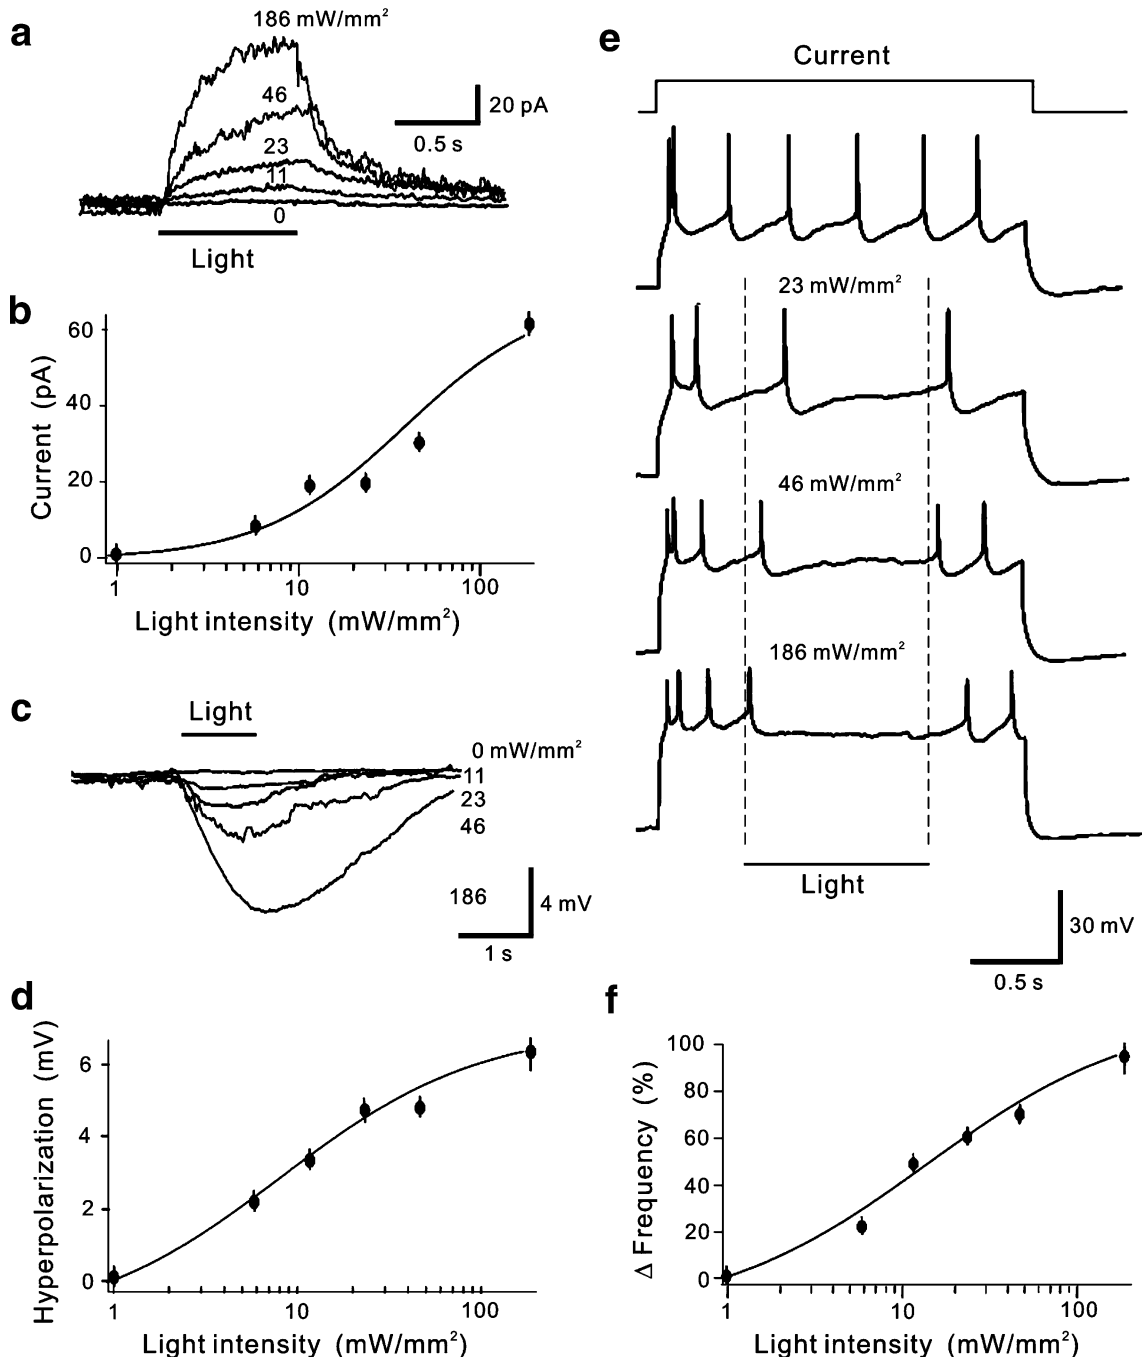 a
186 mW/mm²
46
23
11
0
20 pA
0.5 s
Light
b
60
40
20
0
Current (pA)
1
10
100
Light intensity (mW/mm²)
c
Light
0 mW/mm²
11
23
46
186
4 mV
1 s
d
6
4
2
0
Hyperpolarization (mV)
1
10
100
Light intensity (mW/mm²)
e
Current
23 mW/mm²
46 mW/mm²
186 mW/mm²
Light
30 mV
0.5 s
f
100
80
60
40
20
0
Δ Frequency (%)
1
10
100
Light intensity (mW/mm²)